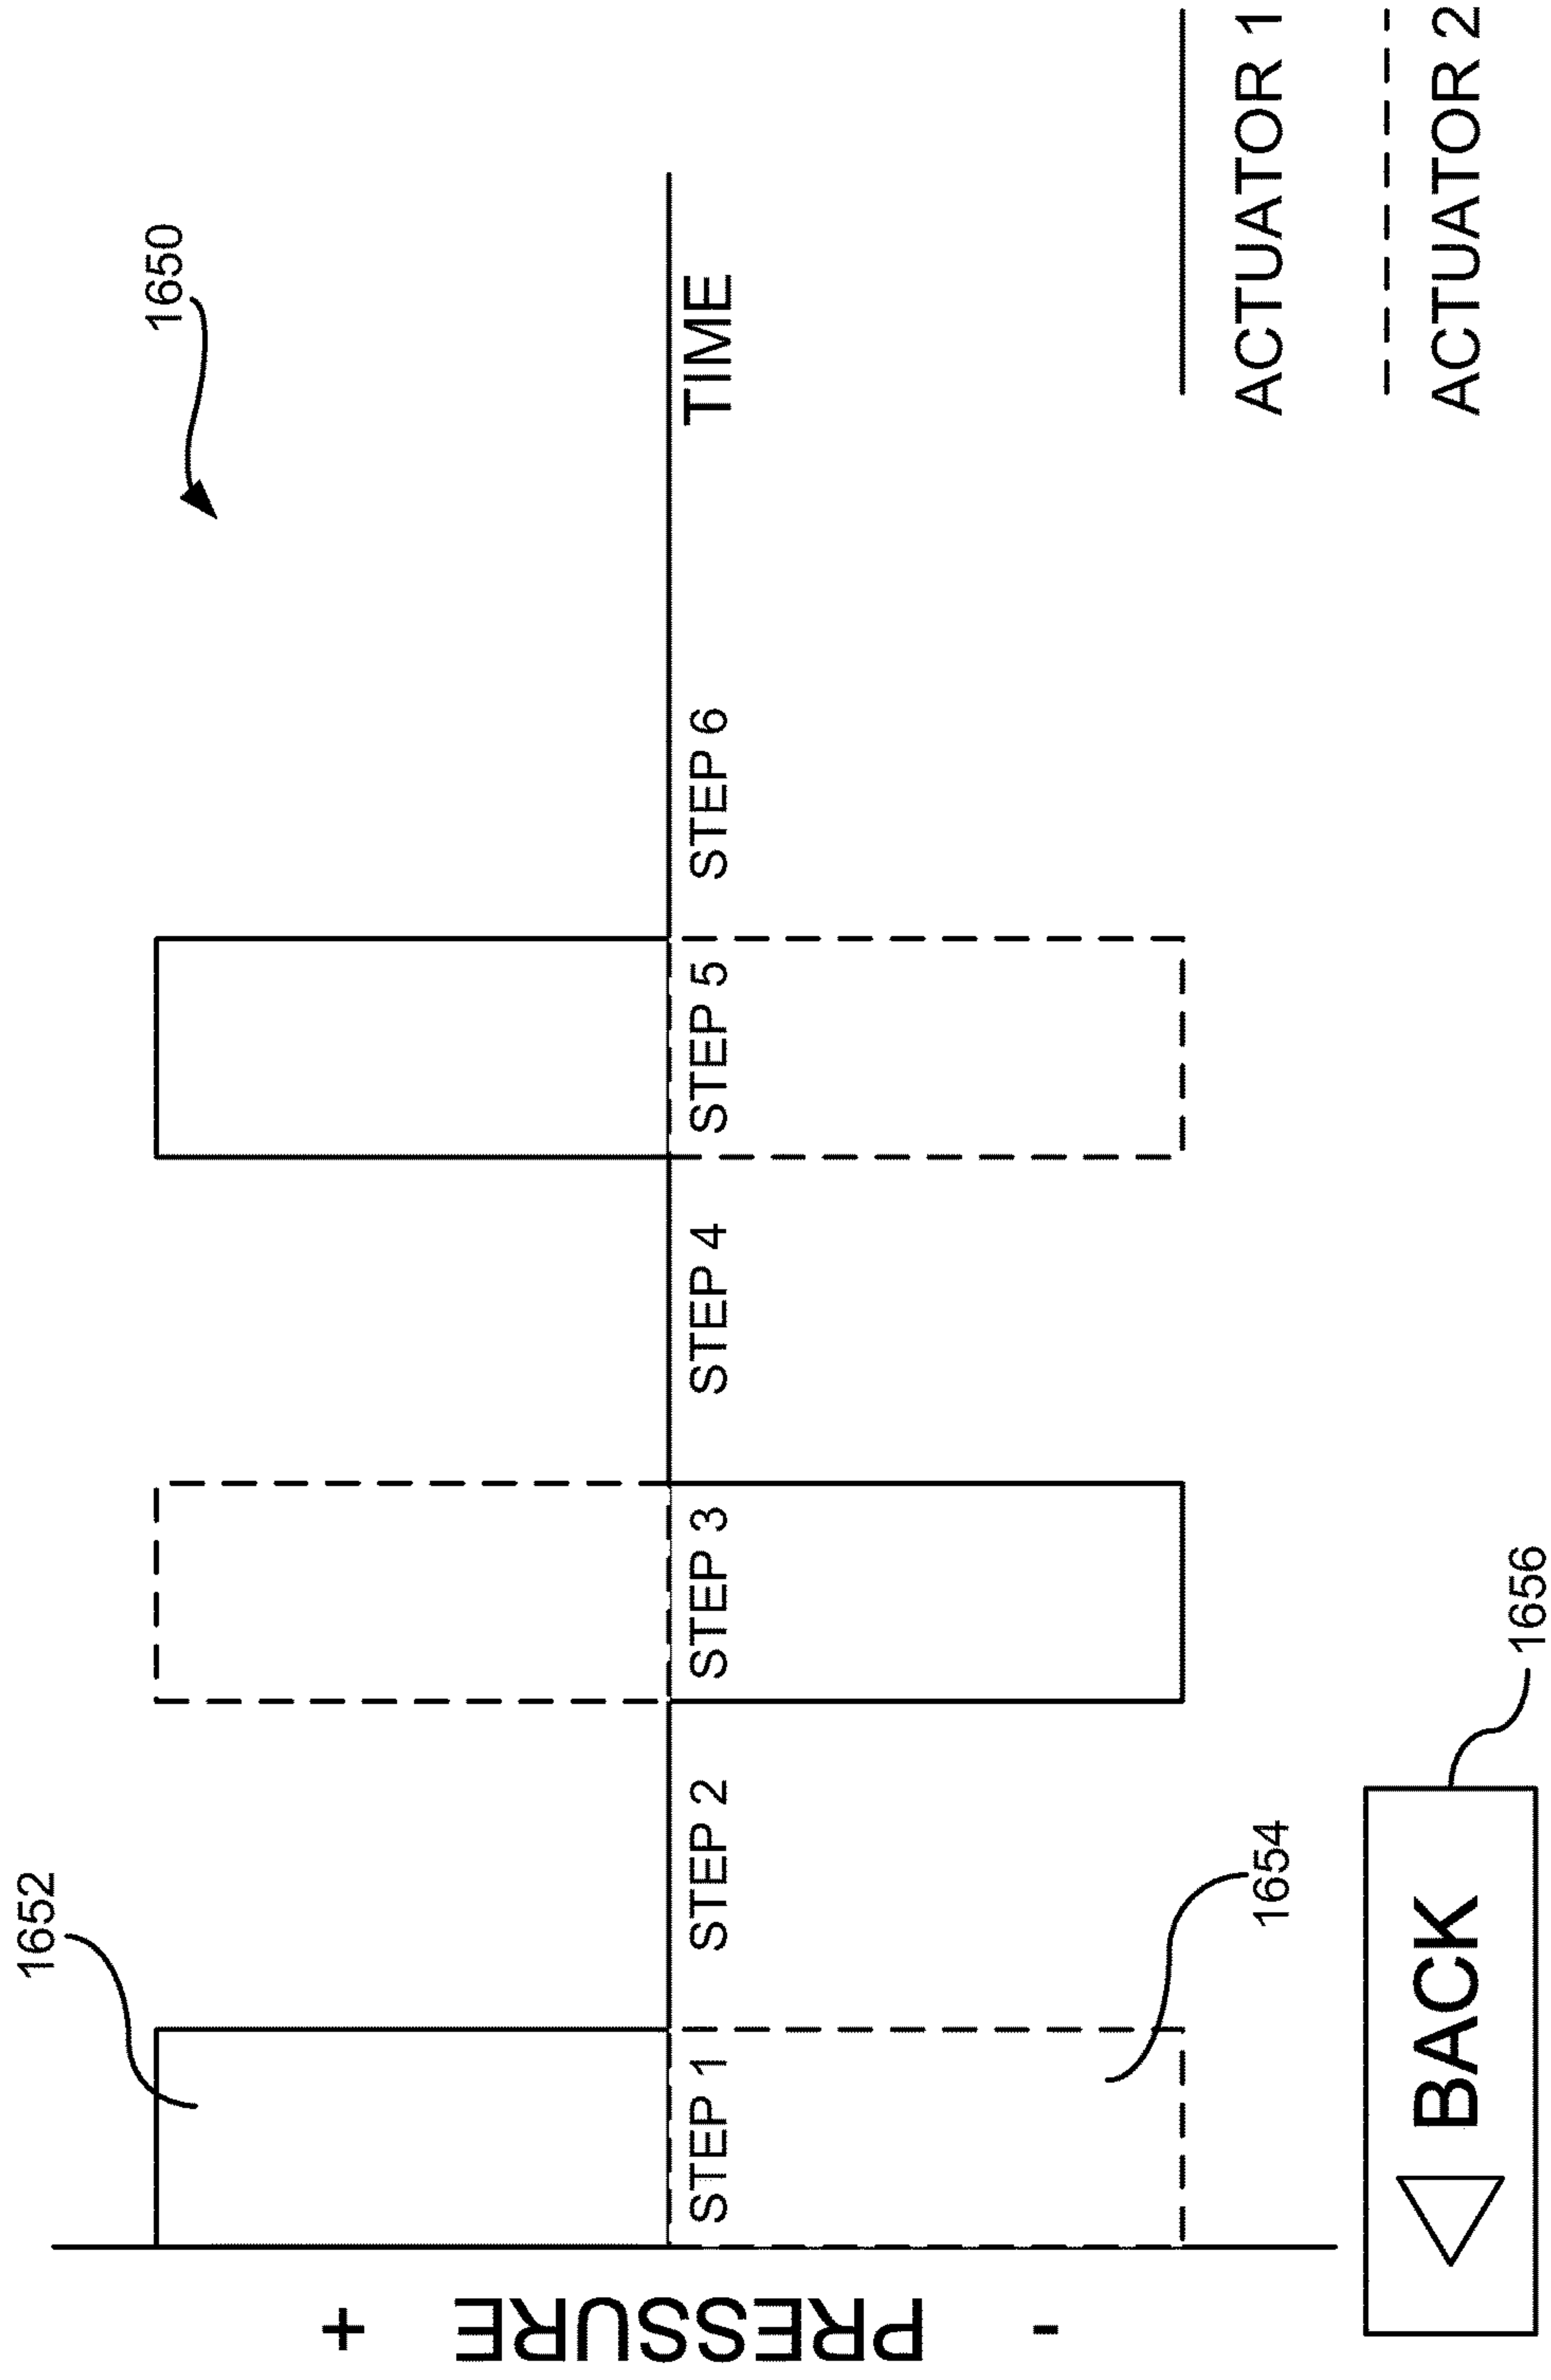 1650
1652
+
PRESSURE
-
STEP 1
STEP 2
STEP 3
STEP 4
STEP 5
STEP 6
TIME
1654
BACK
1656
ACTUATOR 1
ACTUATOR 2